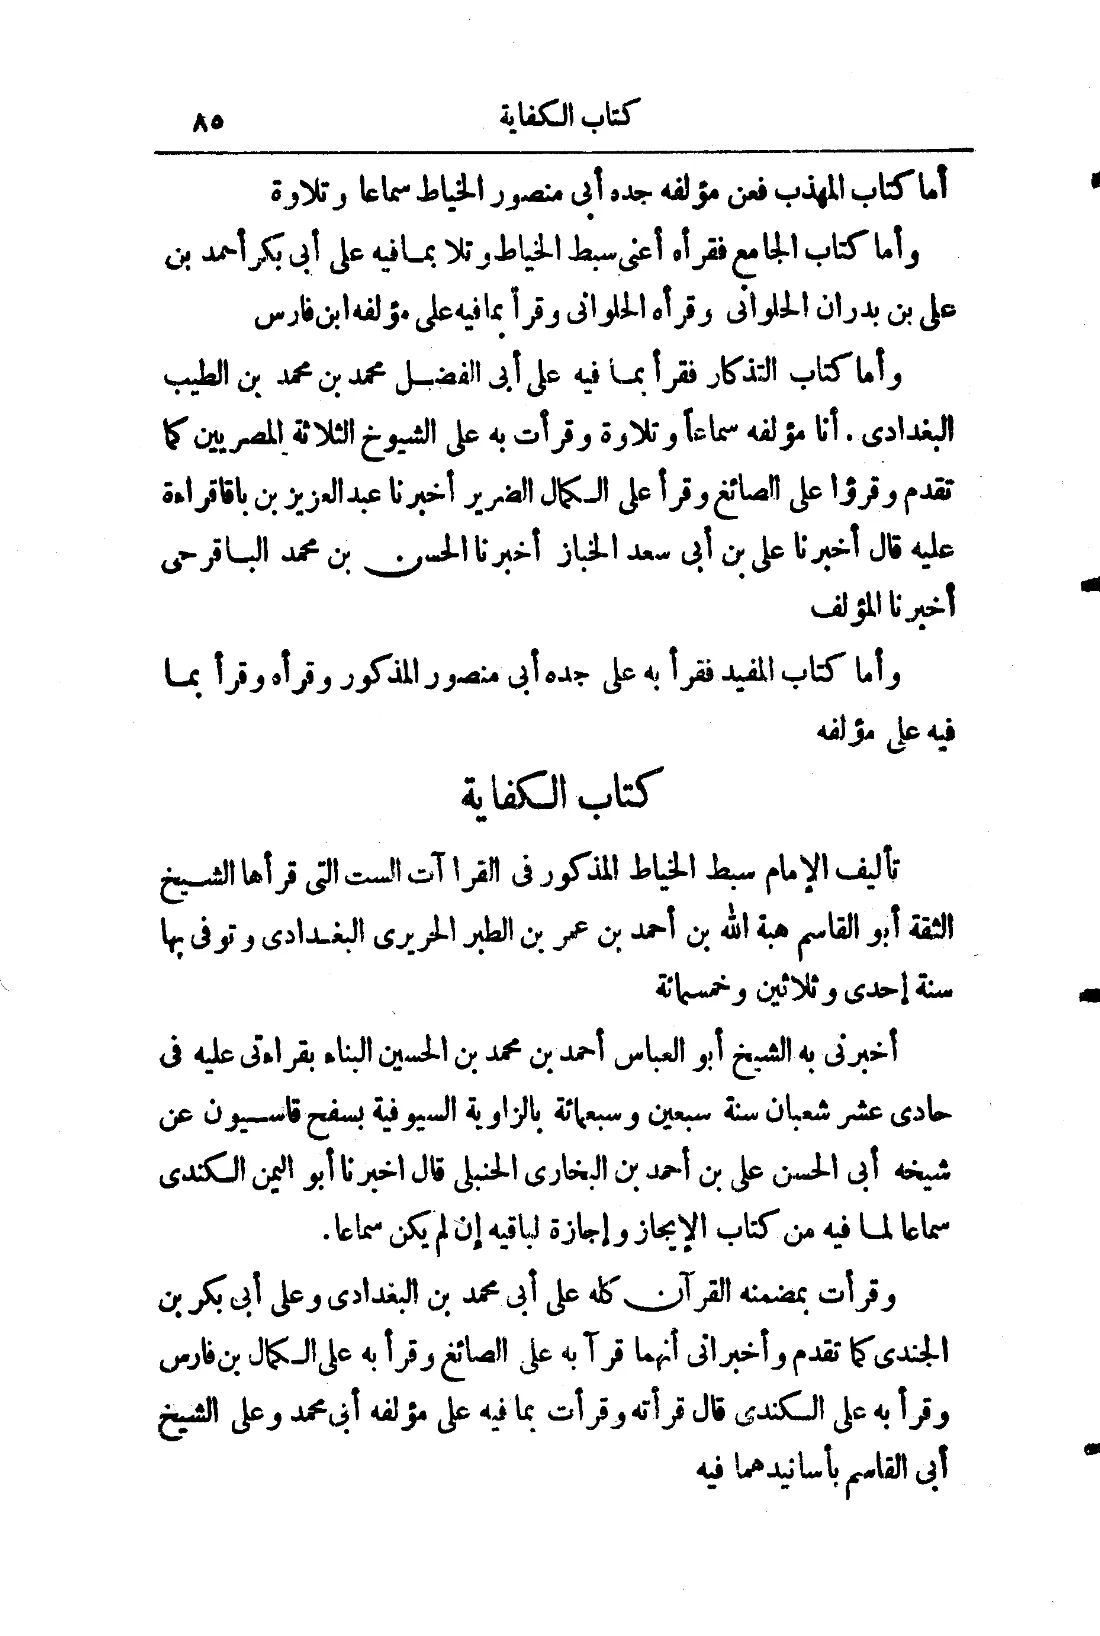 كتاب الكفاية ٨٥
أما كتاب المهذب فعن مؤلفه جده أبى منصور الخياط سماعا وتلاوة
وأما كتاب الجامع فقرأه أعنى سبط الخياط وتلا بمافيه على أبى بكر أحمد بن
على بن بدران الحلوانى وقرأه الحلوانى وقرأ بمافيه على مؤلفه ابن فارس
وأما كتاب التذكار فقرأ بما فيه على أبى الفضل محمد بن محمد بن الطيب
البغدادى . أنا مؤلفه سماعاً وتلاوة وقرأت به على الشيوخ الثلاثة المصريين كما
تقدم وقرؤا على الصائغ وقرأ على الكمال الضرير أخبرنا عبدالعزيز بن باقا قراءة
عليه قال أخبرنا على بن أبى سعد الخباز أخبرنا الحسن بن محمد الباقرحى
أخبرنا المؤلف
وأما كتاب المفيد فقرأ به على جده أبى منصور المذكور وقرأه وقرأ بما
فيه على مؤلفه
كتاب الكفاية
تأليف الإمام سبط الخياط المذكور فى القراآت الست التى قرأها الشيخ
الثقة أبو القاسم هبة الله بن أحمد بن عمر بن الطبر الحريرى البغدادى وتوفى بها
سنة إحدى وثلاثين وخمسمائة
أخبرنى به الشيخ أبو العباس أحمد بن محمد بن الحسين البناء بقراءتى عليه فى
حادى عشر شعبان سنة سبعين وسبعمائة بالزاوية السيوفية بسفح قاسيون عن
شيخه أبى الحسن على بن أحمد بن البخارى الحنبلى قال اخبرنا أبو اليمن الكندى
سماعا لما فيه من كتاب الإيجاز وإجازة لباقيه إن لم يكن سماعا.
وقرأت بمضمنه القرآن كله على أبى محمد بن البغدادى وعلى أبى بكر بن
الجندى كما تقدم وأخبرانى أنهما قرآ به على الصائغ وقرأ به على الكمال بن فارس
وقرأ به على الكندى قال قرأته وقرأت بما فيه على مؤلفه أبى محمد وعلى الشيخ
أبى القاسم بأسانيدهما فيه